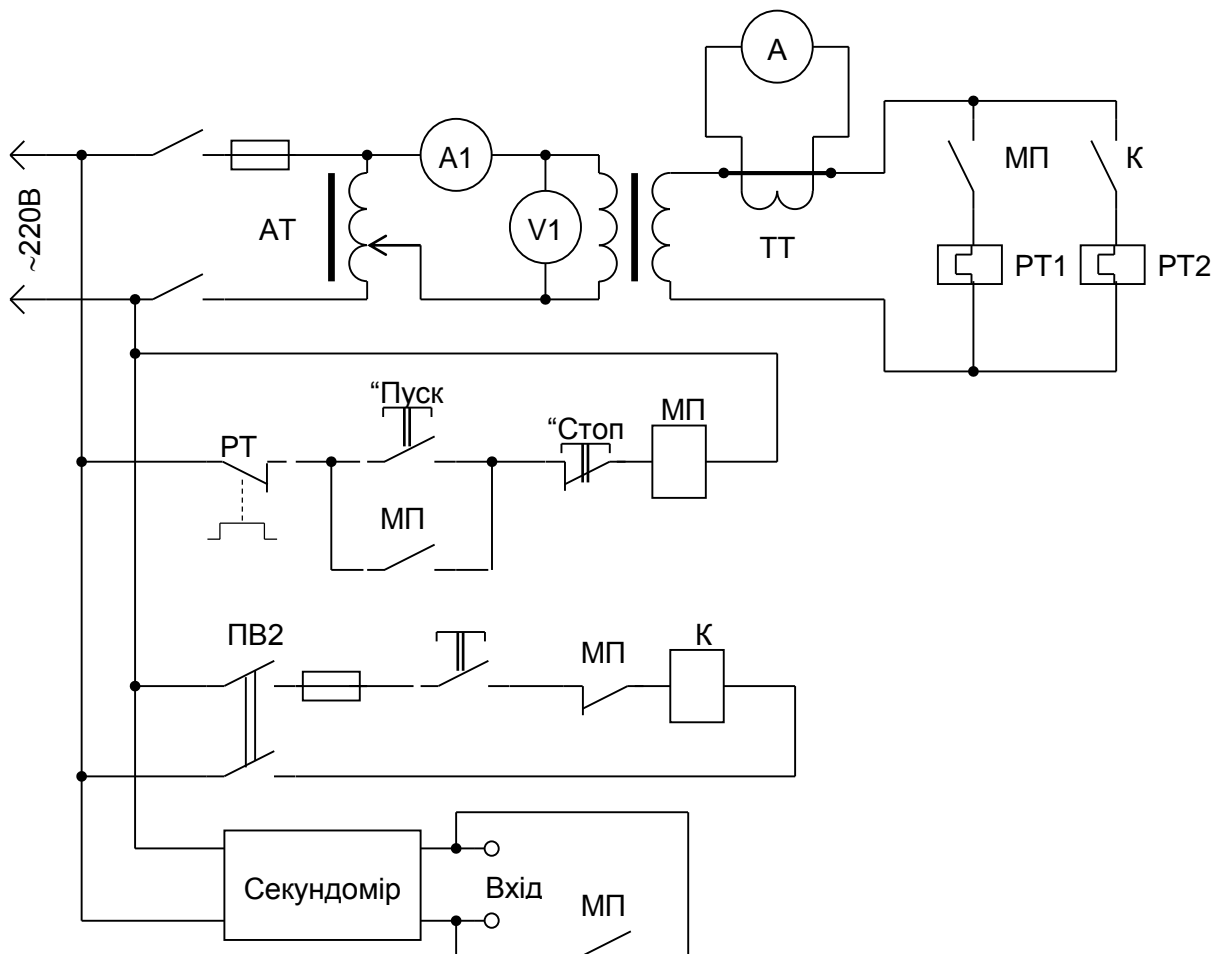 А
А1
МП
К
~220В
АТ
V1
ТТ
РТ1
РТ2
“Пуск
МП
“Стоп
РТ
МП
ПВ2
МП
К
Секундомір
Вхід
МП